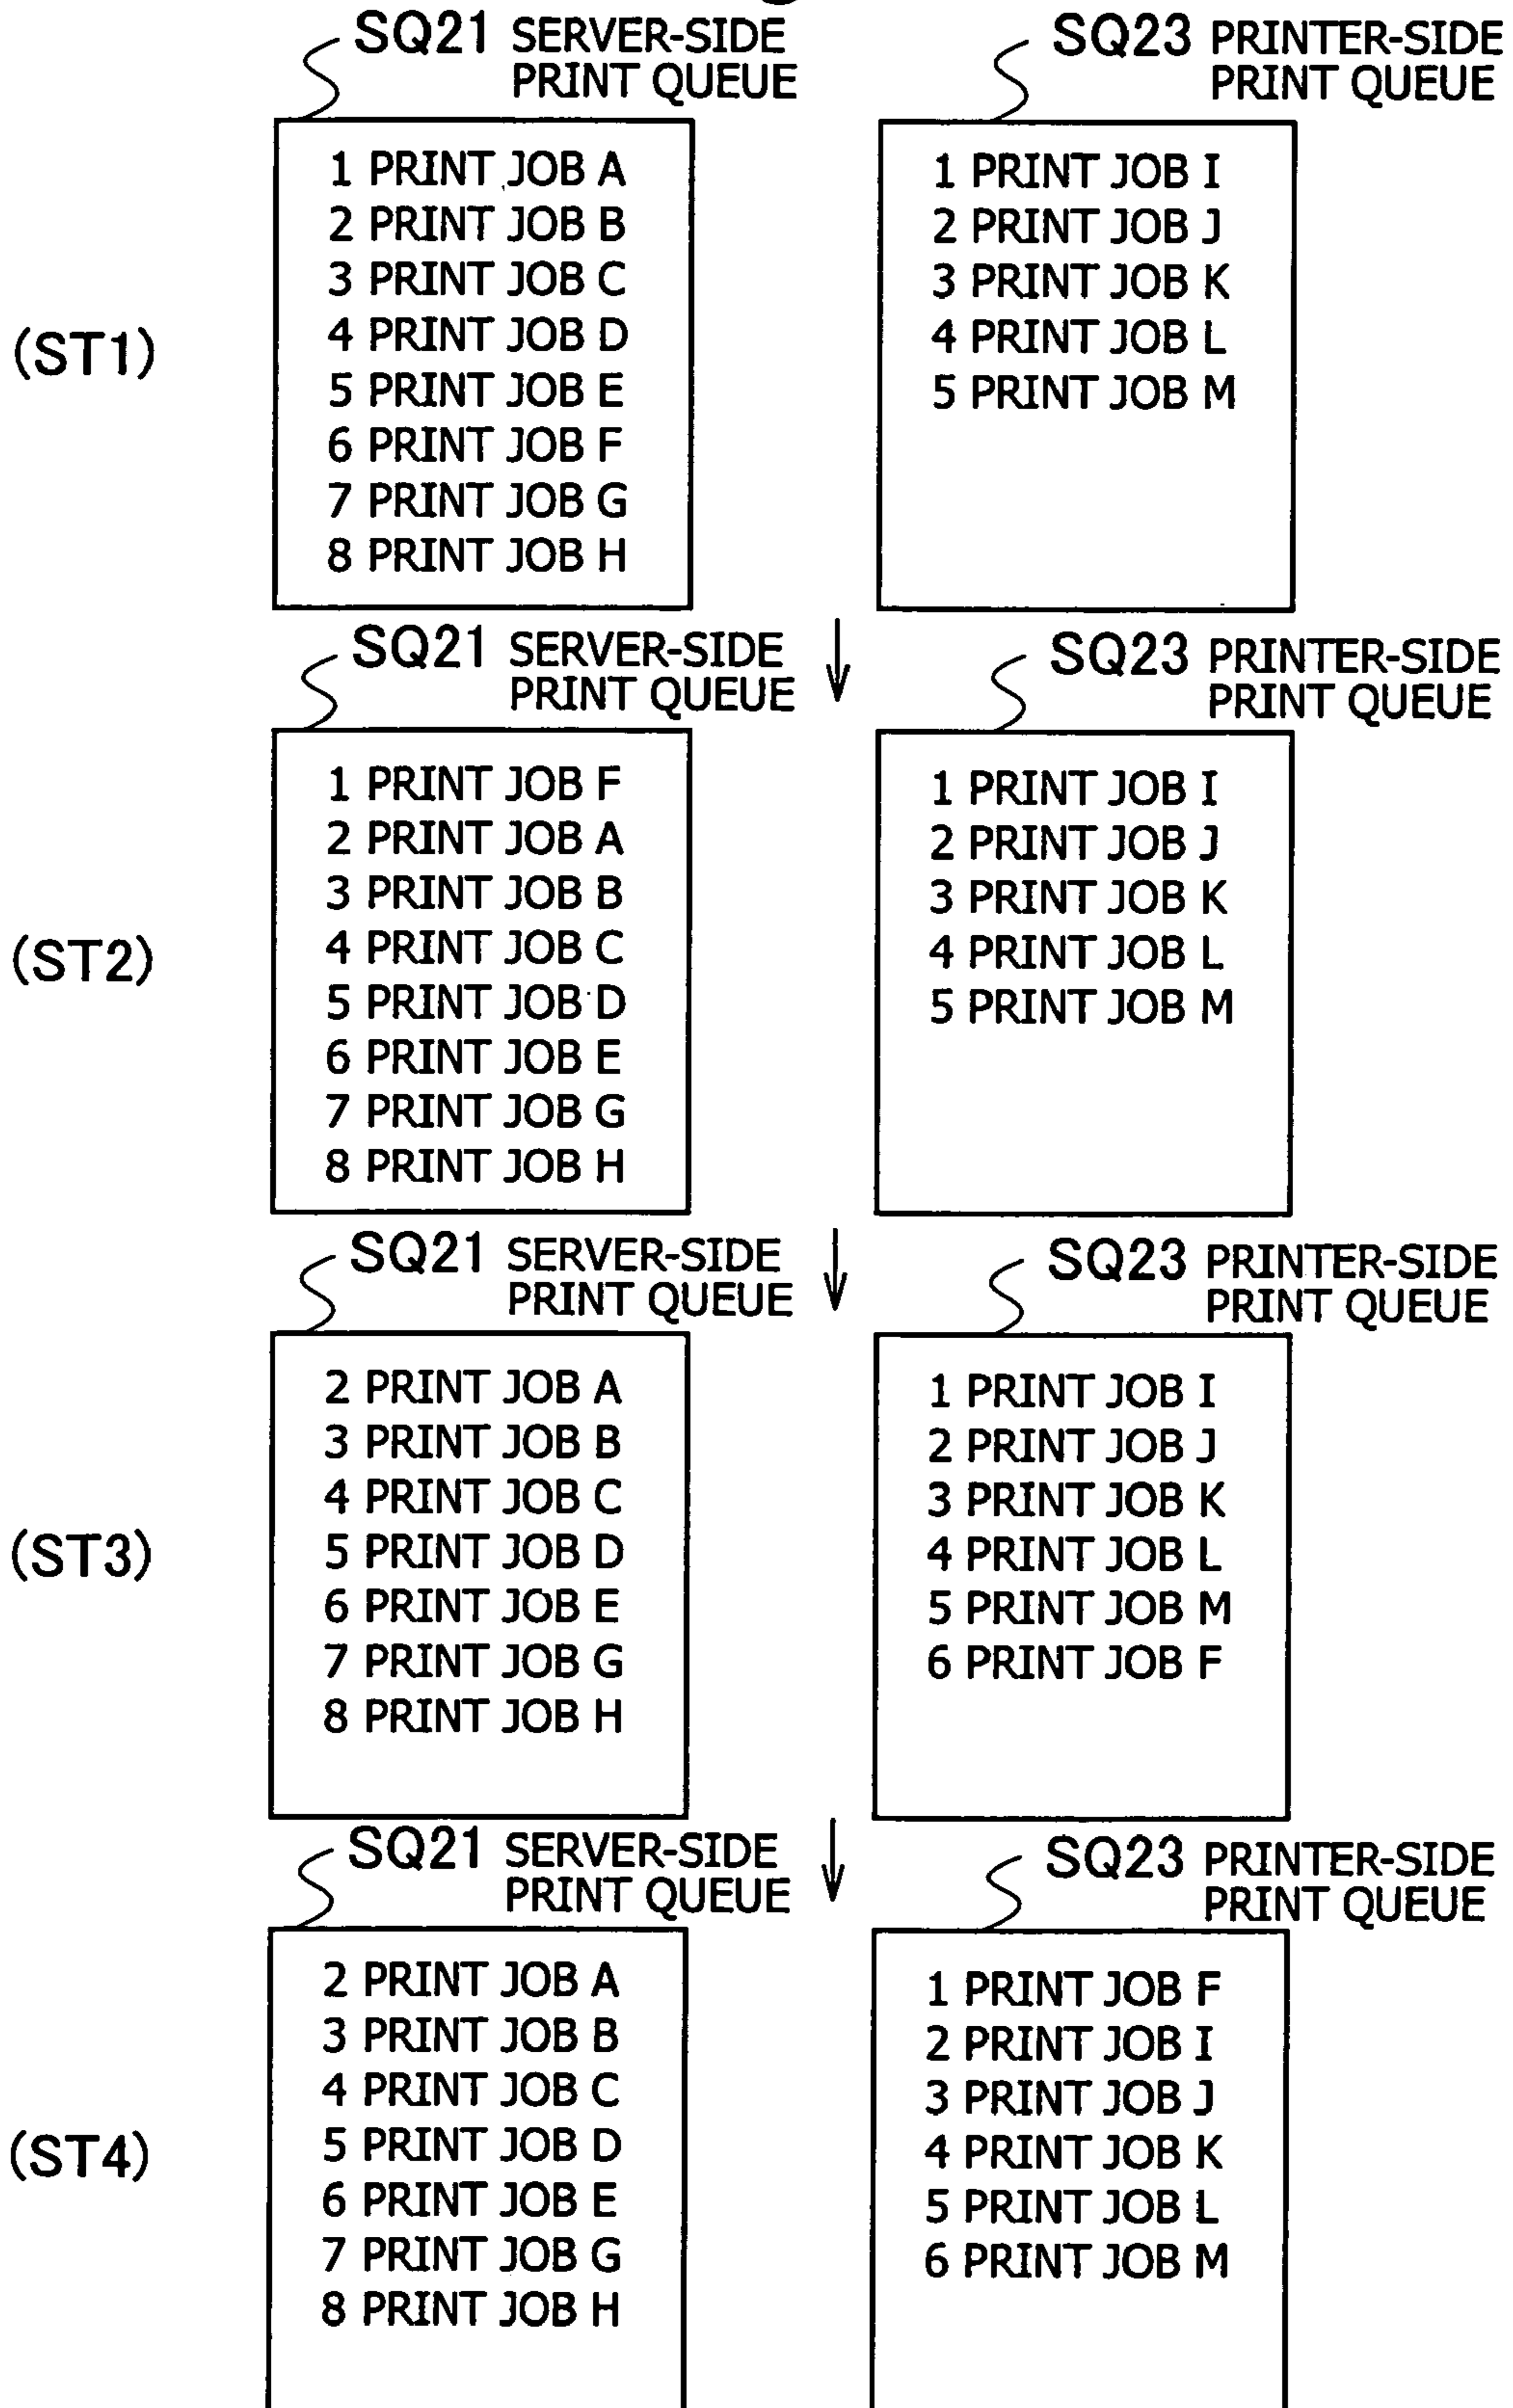 SQ21 SERVER-SIDE
PRINT QUEUE
1 PRINT JOB A
2 PRINT JOB B
3 PRINT JOB C
4 PRINT JOB D
5 PRINT JOB E
6 PRINT JOB F
7 PRINT JOB G
8 PRINT JOB H
SQ23 PRINTER-SIDE
PRINT QUEUE
1 PRINT JOB I
2 PRINT JOB J
3 PRINT JOB K
4 PRINT JOB L
5 PRINT JOB M
(ST1)
SQ21 SERVER-SIDE
PRINT QUEUE
1 PRINT JOB F
2 PRINT JOB A
3 PRINT JOB B
4 PRINT JOB C
5 PRINT JOB D
6 PRINT JOB E
7 PRINT JOB G
8 PRINT JOB H
SQ23 PRINTER-SIDE
PRINT QUEUE
1 PRINT JOB I
2 PRINT JOB J
3 PRINT JOB K
4 PRINT JOB L
5 PRINT JOB M
(ST2)
SQ21 SERVER-SIDE
PRINT QUEUE
2 PRINT JOB A
3 PRINT JOB B
4 PRINT JOB C
5 PRINT JOB D
6 PRINT JOB E
7 PRINT JOB G
8 PRINT JOB H
SQ23 PRINTER-SIDE
PRINT QUEUE
1 PRINT JOB I
2 PRINT JOB J
3 PRINT JOB K
4 PRINT JOB L
5 PRINT JOB M
6 PRINT JOB F
(ST3)
SQ21 SERVER-SIDE
PRINT QUEUE
2 PRINT JOB A
3 PRINT JOB B
4 PRINT JOB C
5 PRINT JOB D
6 PRINT JOB E
7 PRINT JOB G
8 PRINT JOB H
SQ23 PRINTER-SIDE
PRINT QUEUE
1 PRINT JOB F
2 PRINT JOB I
3 PRINT JOB J
4 PRINT JOB K
5 PRINT JOB L
6 PRINT JOB M
(ST4)